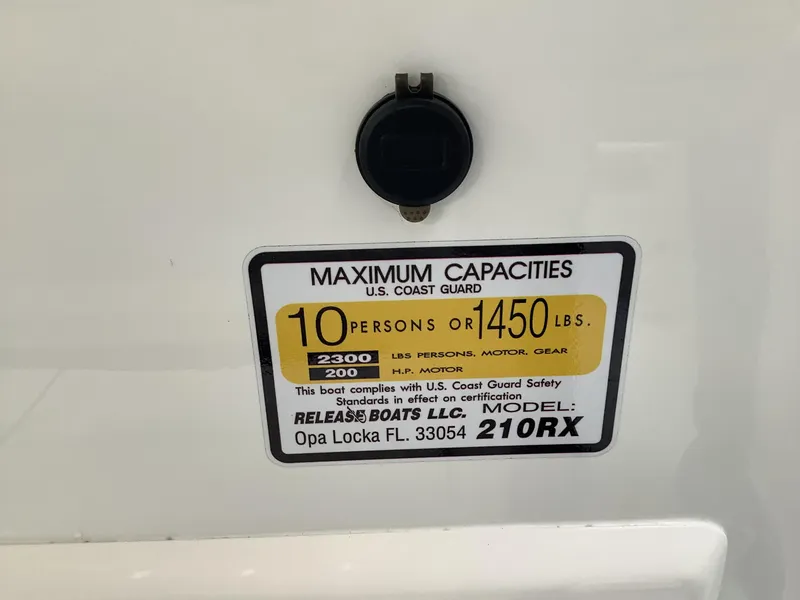 MAXIMUM CAPACITIES
U.S. COAST GUARD
10 PERSONS OR 1450 LBS.
2300 LBS PERSONS, MOTOR, GEAR
200 H.P. MOTOR
This boat complies with U.S. Coast Guard Safety
Standards in effect on certification
RELEASE BOATS LLC. MODEL:
Opa Locka FL. 33054 210RX